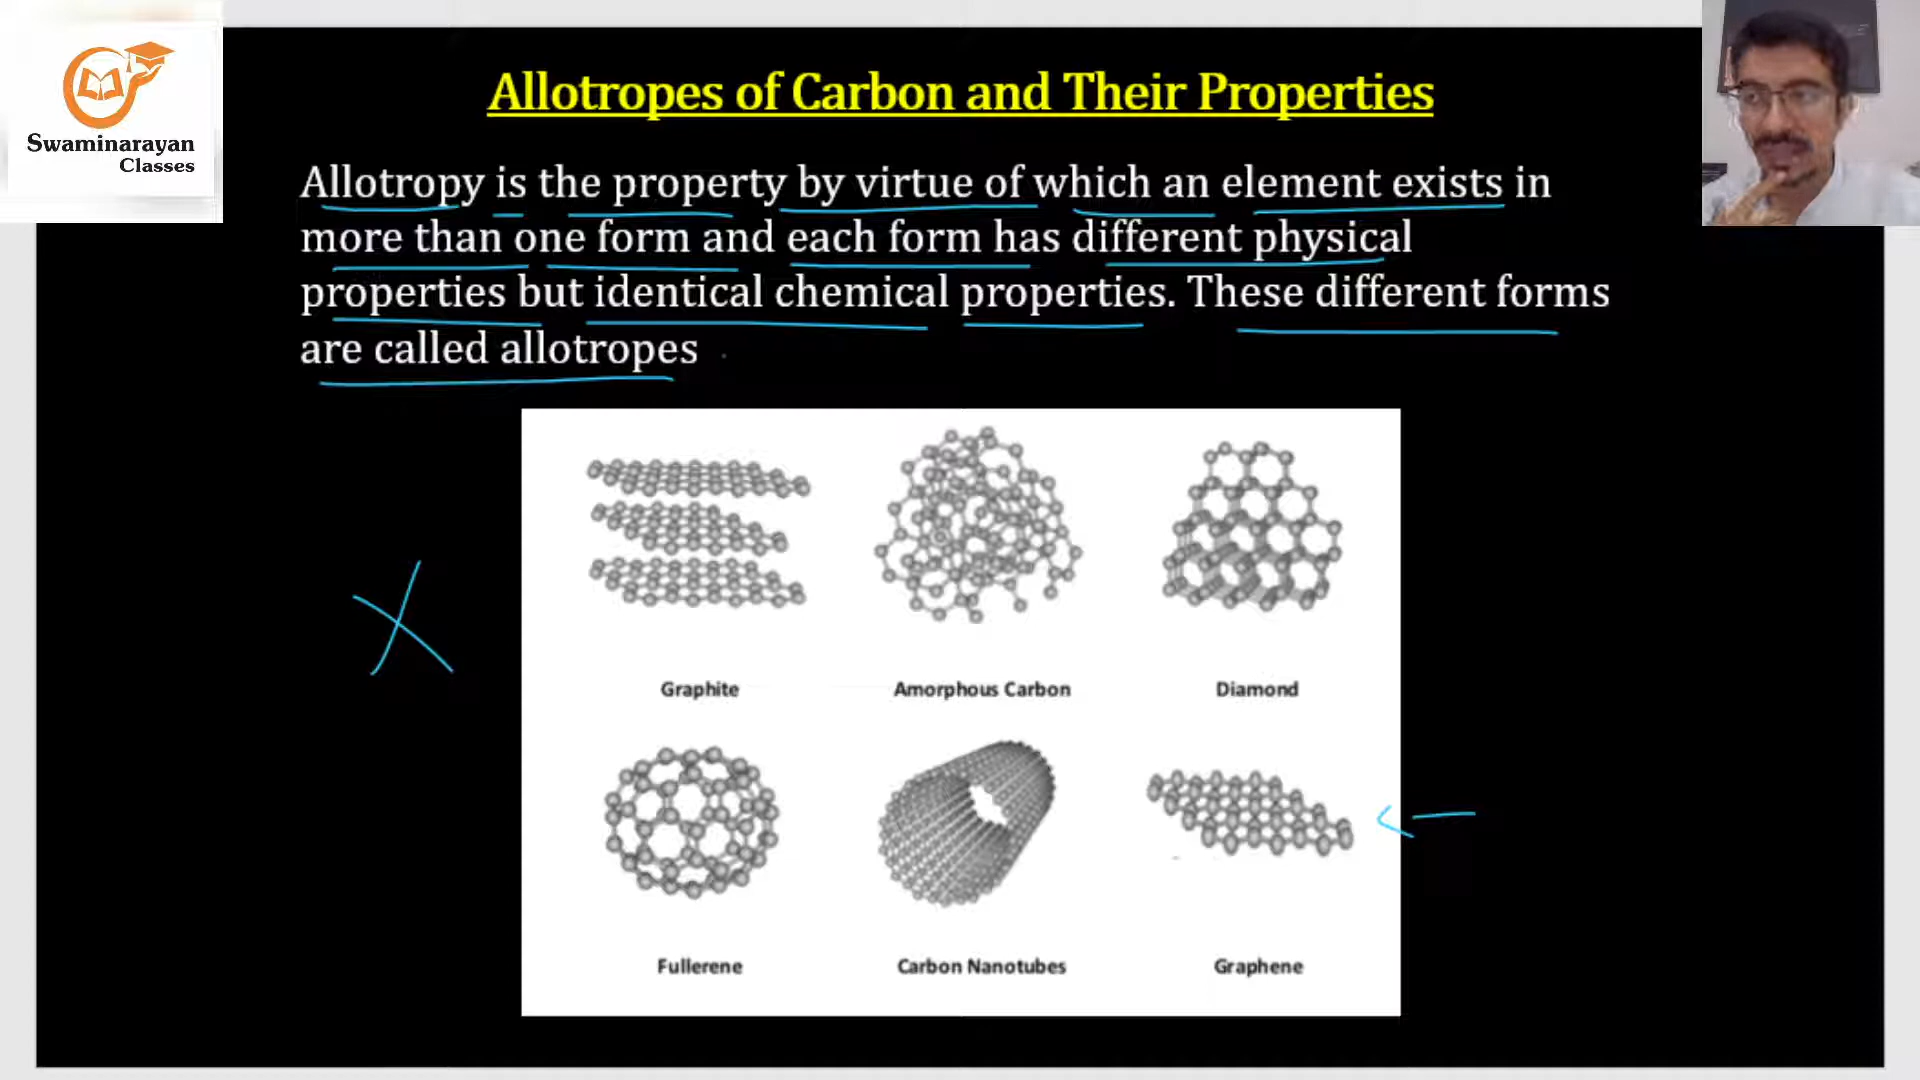 Swaminarayan
Classes
Allotropes of Carbon and Their Properties
Allotropy is the property by virtue of which an element exists in
more than one form and each form has different physical
properties but identical chemical properties. These different forms
are called allotropes
Graphite
Amorphous Carbon
Diamond
Fullerene
Carbon Nanotubes
Graphene